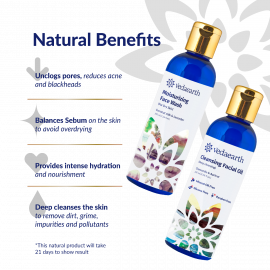 Natural Benefits
Unclogs pores, reduces acne
and blackheads
Balances Sebum on the skin
to avoid overdrying
Provides intense hydration
and nourishment
Deep cleanses the skin
to remove dirt, grime,
impurities and pollutants
*This natural product will take
21 days to show result
Vedaearth
Moisturising
Face Wash
Vedaearth
Cleansing Facial Oil